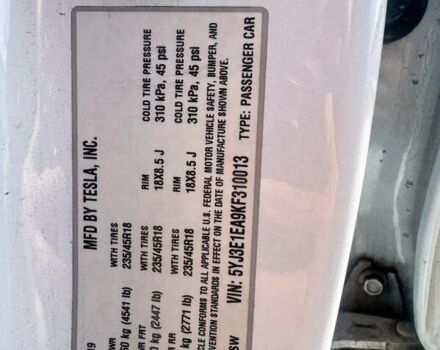 09 MFD BY TESLA, INC.
WR WITH TIRES
60 kg (4541 lb) 235/45R18
R FRT WITH TIRES RIM COLD TIRE PRESSURE
0 kg (2447 lb) 235/45R18 18X8.5 J 310 kPa, 45 psi
R RR WITH TIRES RIM COLD TIRE PRESSURE
kg (2771 lb) 235/45R18 18X8.5 J 310 kPa, 45 psi
CLE CONFORMS TO ALL APPLICABLE U.S. FEDERAL MOTOR VEHICLE SAFETY, BUMPER, AND
EVENTION STANDARDS IN EFFECT ON THE DATE OF MANUFACTURE SHOWN ABOVE.
SW VIN: 5YJ3E1EA9KF310013 TYPE: PASSENGER CAR